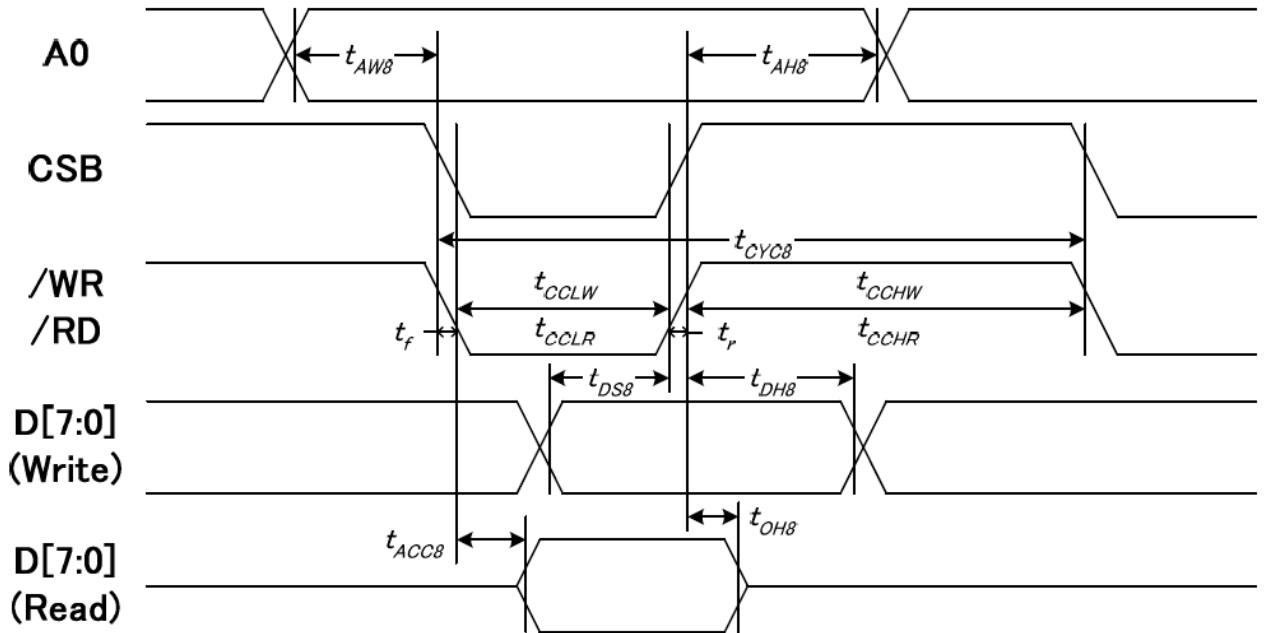 A0
tAW8
tAH8
CSB
tCYC8
/WR
tCCLW
tCCHW
/RD
tf
tCCLR
tr
tCCHR
tDS8
tDH8
D[7:0]
(Write)
tACC8
tOH8
D[7:0]
(Read)